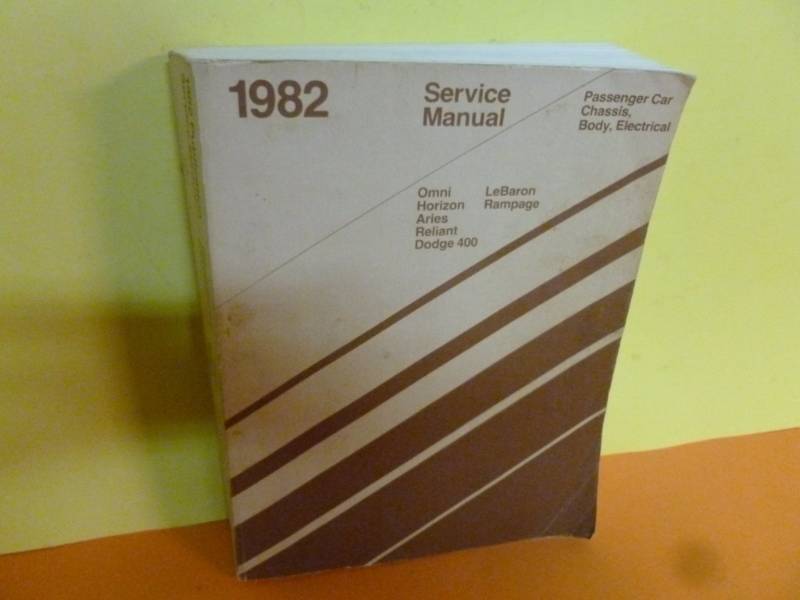 1982
Service
Manual
Passenger Car
Chassis,
Body, Electrical
Omni
Horizon
Aries
Reliant
Dodge 400
LeBaron
Rampage